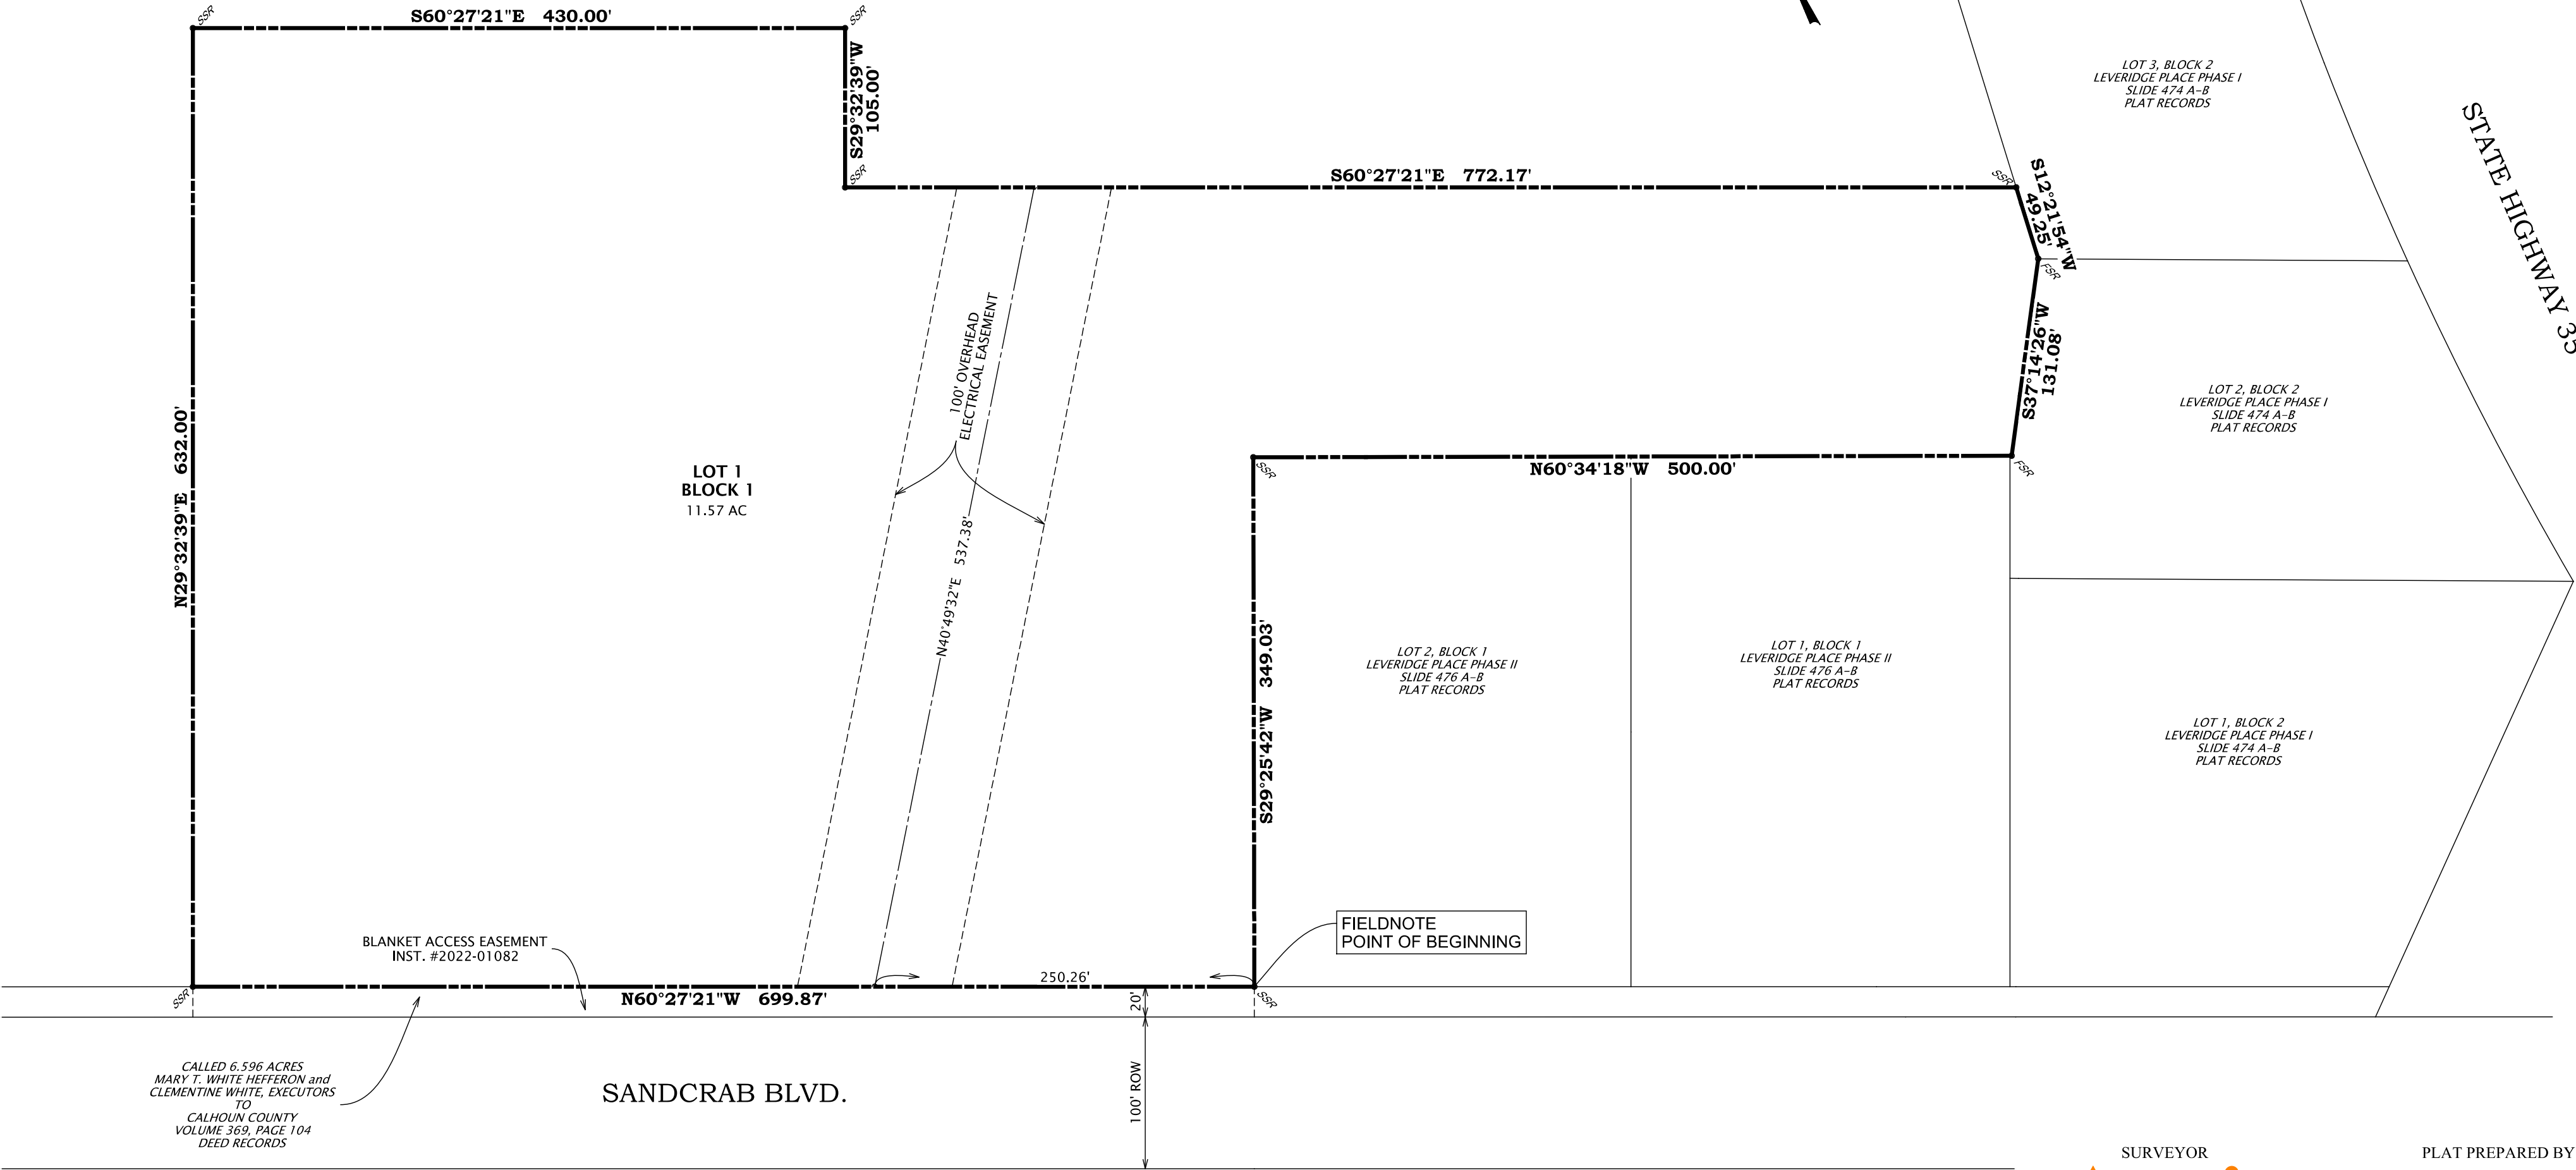 S60°27'21"E 430.00'
SSR
SSR
S29°32'39"W
105.00'
SSR
S60°27'21"E 772.17'
SSR
S12°21'54"W
49.25'
FSR
LOT 3, BLOCK 2
LEVERIDGE PLACE PHASE I
SLIDE 474 A-B
PLAT RECORDS
STATE HIGHWAY 35
S37°14'26"W
131.08'
FSR
LOT 2, BLOCK 2
LEVERIDGE PLACE PHASE I
SLIDE 474 A-B
PLAT RECORDS
N29°32'39"E 632.00'
LOT 1
BLOCK 1
11.57 AC
100' OVERHEAD
ELECTRICAL EASEMENT
N40°49'32"E 537.38'
SSR
N60°34'18"W 500.00'
S29°25'42"W 349.03'
LOT 2, BLOCK 1
LEVERIDGE PLACE PHASE II
SLIDE 476 A-B
PLAT RECORDS
LOT 1, BLOCK 1
LEVERIDGE PLACE PHASE II
SLIDE 476 A-B
PLAT RECORDS
LOT 1, BLOCK 2
LEVERIDGE PLACE PHASE I
SLIDE 474 A-B
PLAT RECORDS
FIELDNOTE
POINT OF BEGINNING
BLANKET ACCESS EASEMENT
INST. #2022-01082
250.26'
SSR
N60°27'21"W 699.87'
SSR
20'
100' ROW
CALLED 6.596 ACRES
MARY T. WHITE HEFFERON and
CLEMENTINE WHITE, EXECUTORS
TO
CALHOUN COUNTY
VOLUME 369, PAGE 104
DEED RECORDS
SANDCRAB BLVD.
SURVEYOR
PLAT PREPARED BY